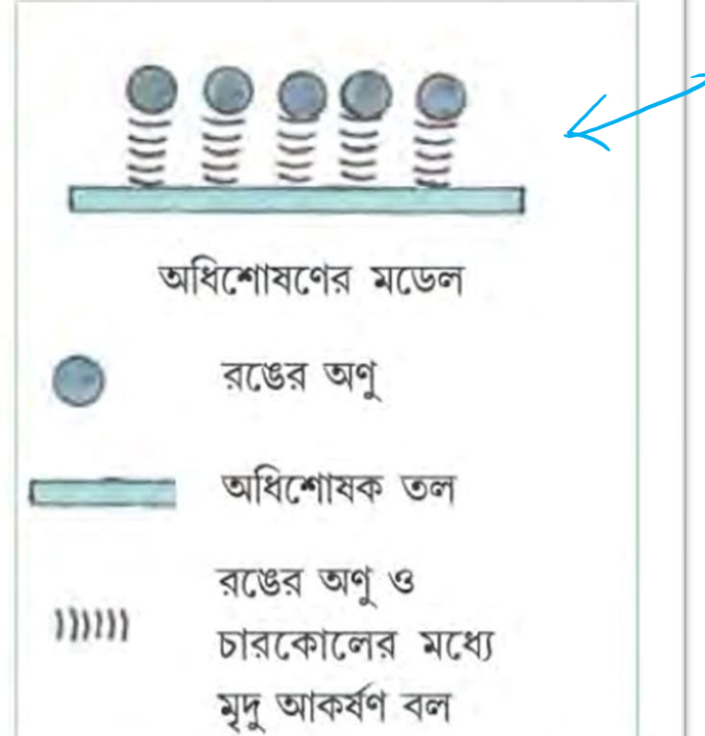 অধিশোষণের মডেল
রঙের অণু
অধিশোষক তল
রঙের অণু ও
চারকোলের মধ্যে
মৃদু আকর্ষণ বল